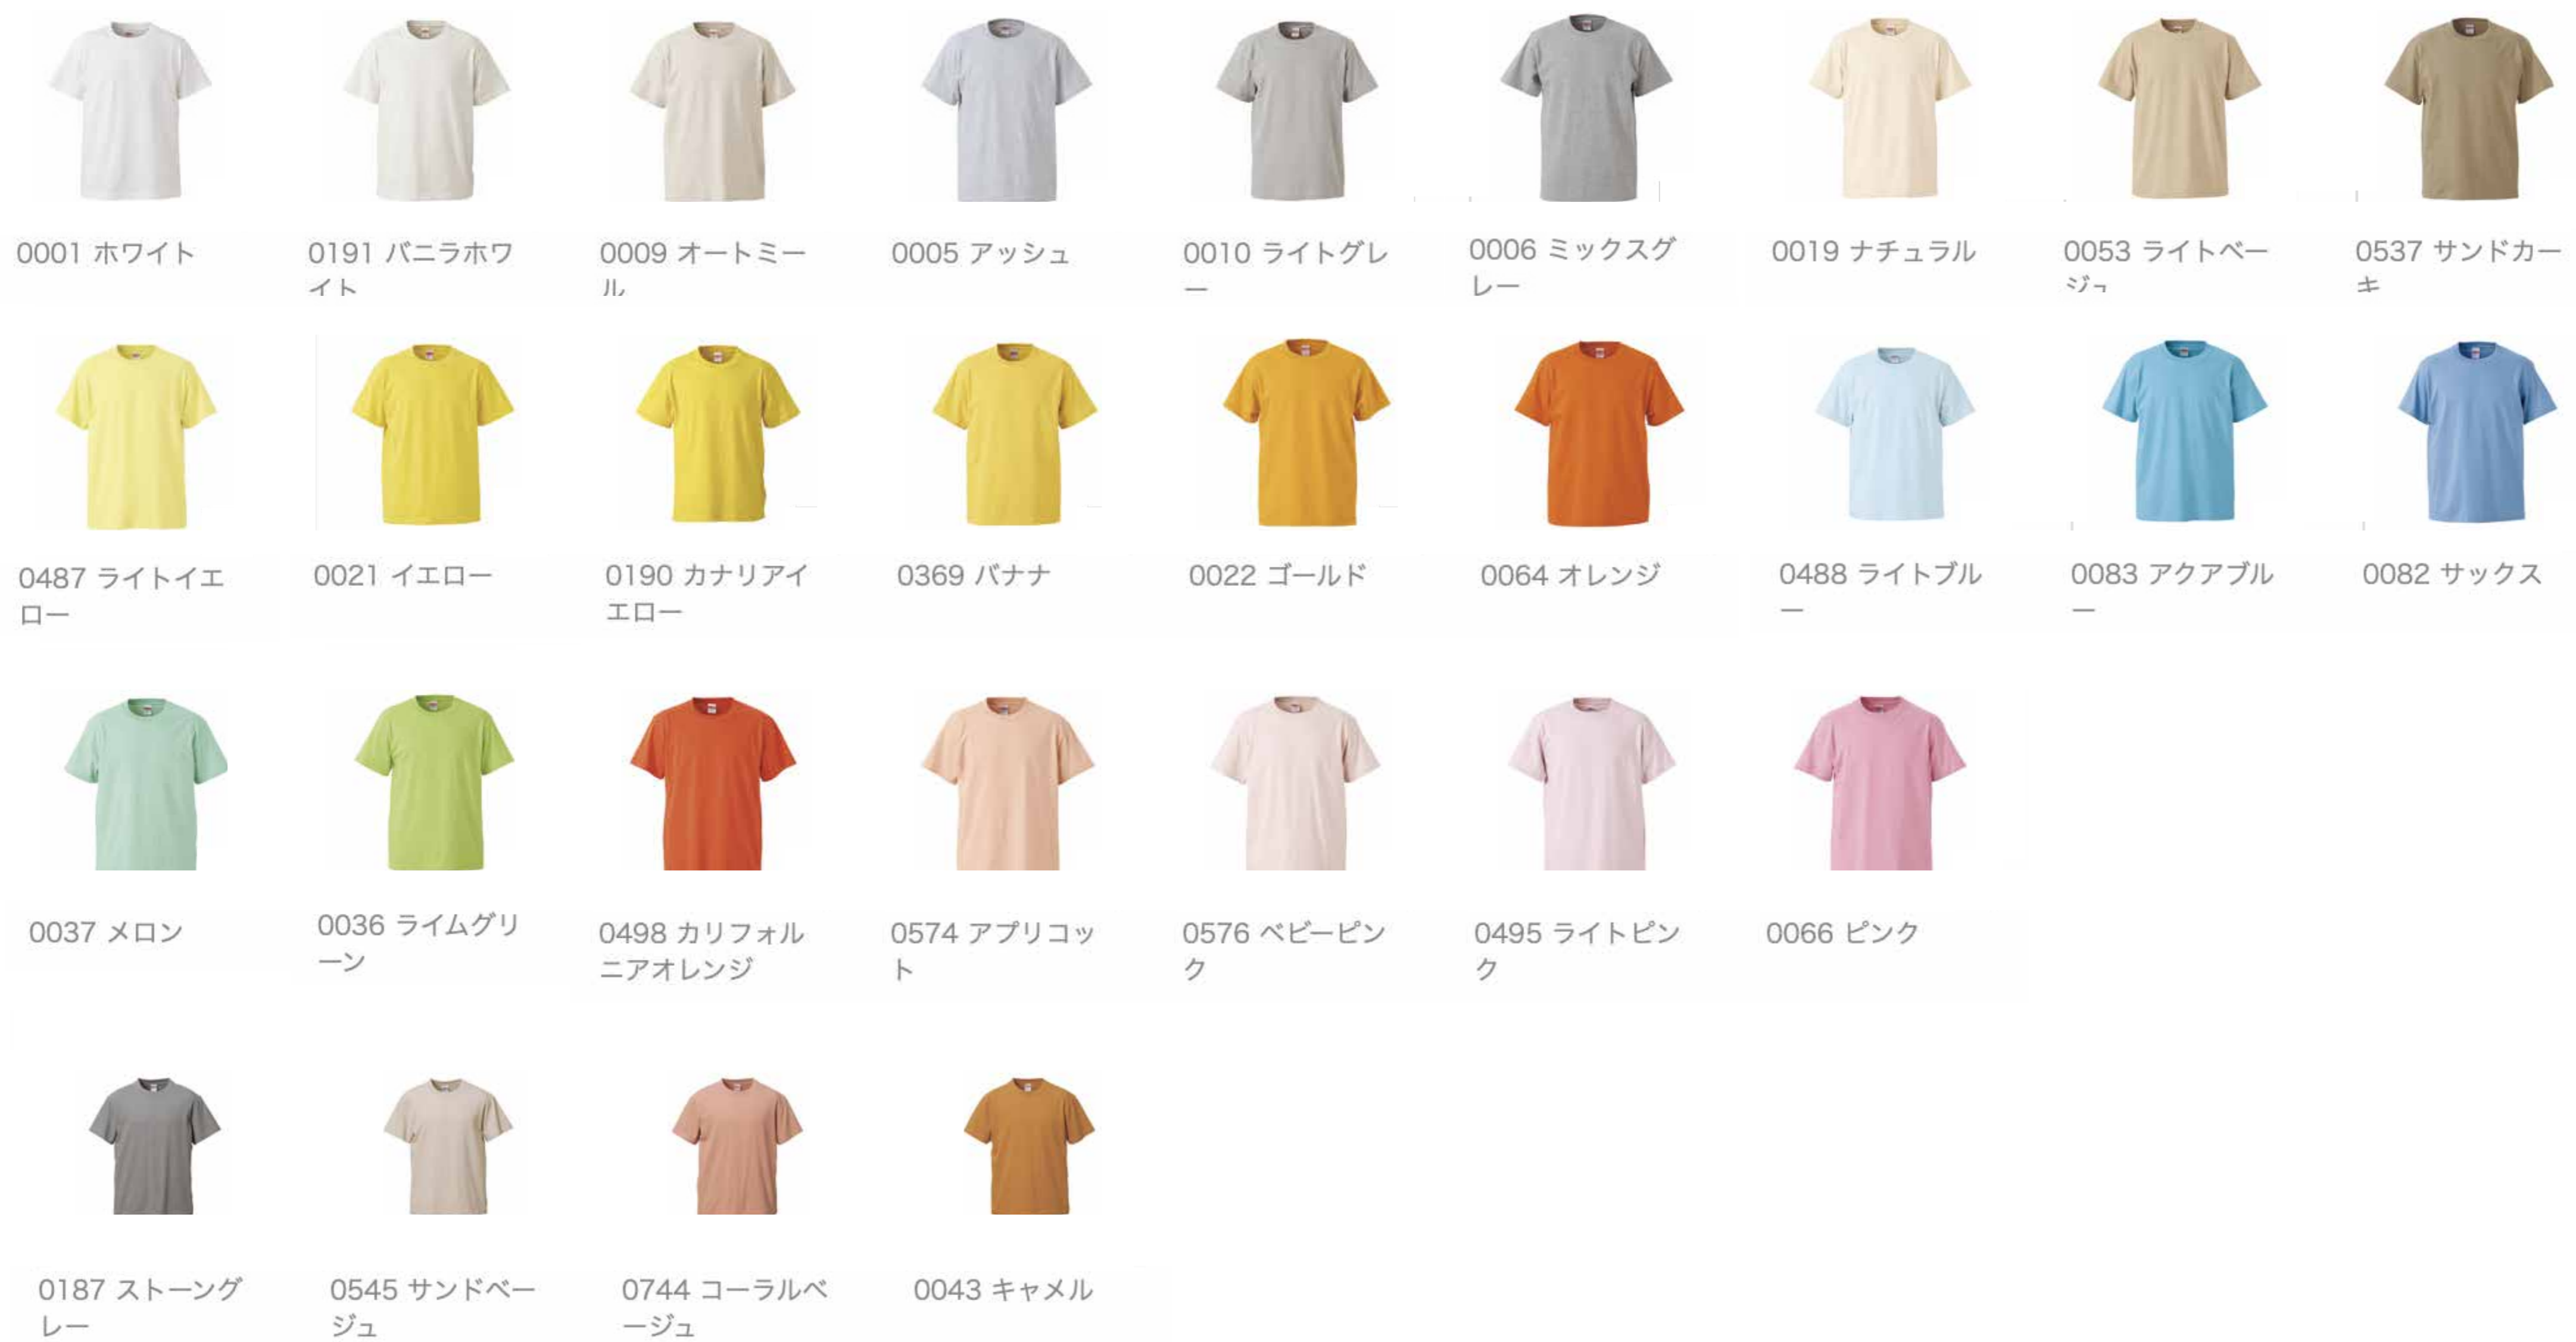 0001 ホワイト
0191 バニラホワ
イト
0009 オートミー
ル
0005 アッシュ
0010 ライトグレ
ー
0006 ミックスグ
レー
0019 ナチュラル
0053 ライトベー
ジュ
0537 サンドカー
キ
0487 ライトイエ
ロー
0021 イエロー
0190 カナリアイ
エロー
0369 バナナ
0022 ゴールド
0064 オレンジ
0488 ライトブル
ー
0083 アクアブル
ー
0082 サックス
0037 メロン
0036 ライムグリ
ーン
0498 カリフォル
ニアオレンジ
0574 アプリコッ
ト
0576 ベビーピン
ク
0495 ライトピン
ク
0066 ピンク
0187 ストーング
レー
0545 サンドベー
ジュ
0744 コーラルベ
ージュ
0043 キャメル